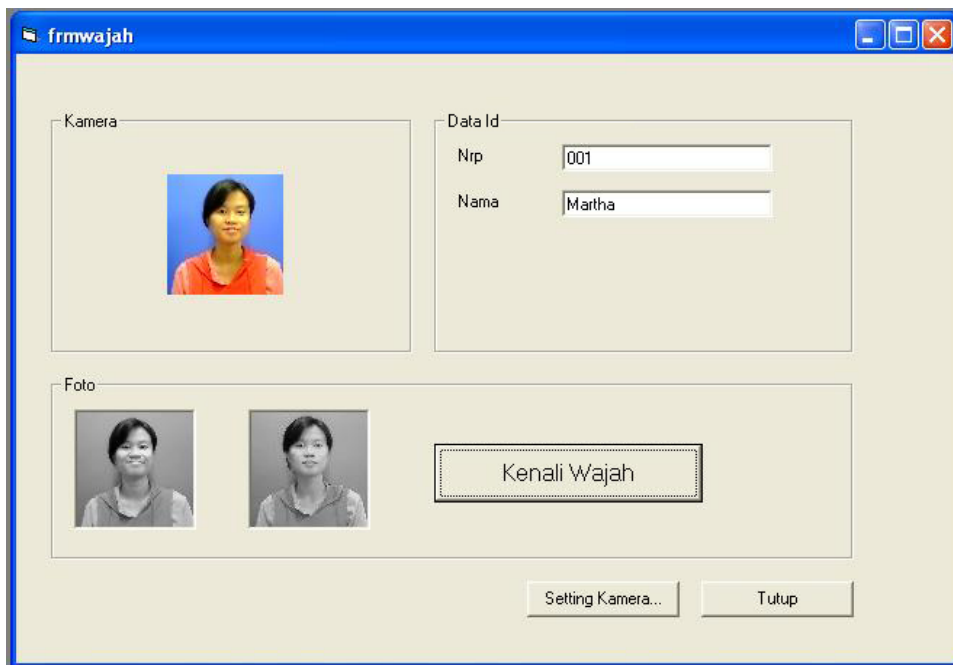 frmwajah
Kamera
Data Id
Nrp 001
Nama Martha
Foto
Kenali Wajah
Setting Kamera... Tutup